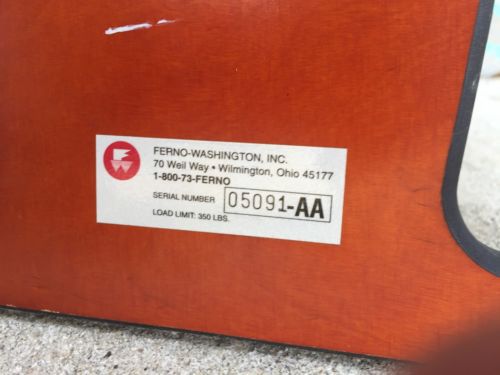 FERNO-WASHINGTON, INC.
70 Weil Way • Wilmington, Ohio 45177
1-800-73-FERNO
SERIAL NUMBER 05091-AA
LOAD LIMIT: 350 LBS.